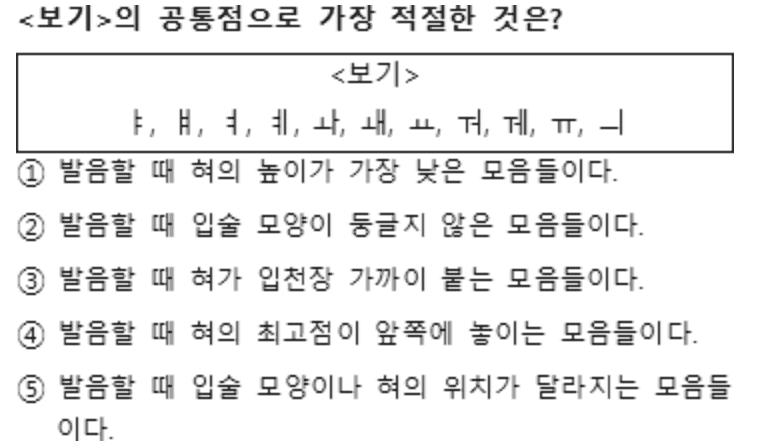 <보기>의 공통점으로 가장 적절한 것은?
<보기>
ㅑ, ㅒ, ㅕ, ㅖ, ㅘ, ㅙ, ㅛ, ㅝ, ㅞ, ㅠ, ㅢ
① 발음할 때 혀의 높이가 가장 낮은 모음들이다.
② 발음할 때 입술 모양이 둥글지 않은 모음들이다.
③ 발음할 때 혀가 입천장 가까이 붙는 모음들이다.
④ 발음할 때 혀의 최고점이 앞쪽에 놓이는 모음들이다.
⑤ 발음할 때 입술 모양이나 혀의 위치가 달라지는 모음들
이다.